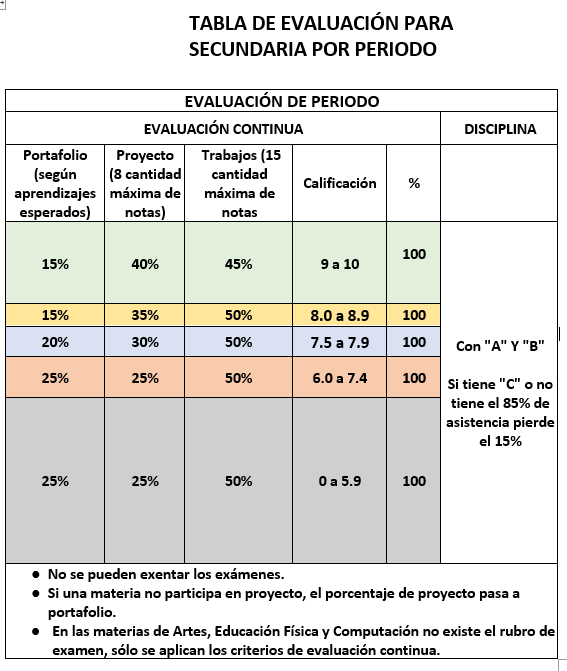 TABLA DE EVALUACIÓN PARA
SECUNDARIA POR PERIODO
EVALUACIÓN DE PERIODO
EVALUACIÓN CONTINUA
DISCIPLINA
Portafolio
(según
aprendizajes
esperados)
Proyecto
(8 cantidad
máxima de
notas)
Trabajos (15
cantidad
máxima de
notas
Calificación
%
15%
40%
45%
9 a 10
100
15%
35%
50%
8.0 a 8.9
100
20%
30%
50%
7.5 a 7.9
100
25%
25%
50%
6.0 a 7.4
100
25%
25%
50%
0 a 5.9
100
Con "A" Y "B"
Si tiene "C" o no
tiene el 85% de
asistencia pierde
el 15%
● No se pueden exentar los exámenes.
● Si una materia no participa en proyecto, el porcentaje de proyecto pasa a
portafolio.
● En las materias de Artes, Educación Física y Computación no existe el rubro de
examen, sólo se aplican los criterios de evaluación continua.